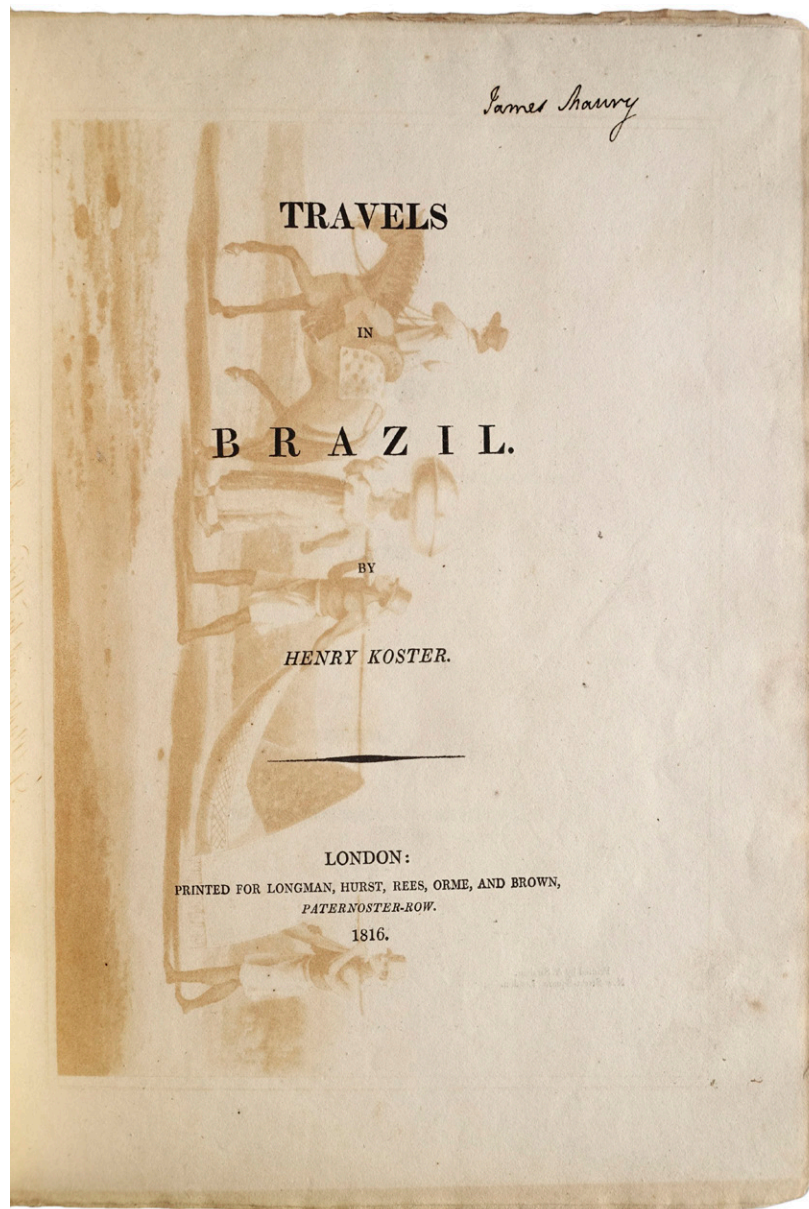 James Maury
TRAVELS
IN
BRAZIL.
BY
HENRY KOSTER.
LONDON:
PRINTED FOR LONGMAN, HURST, REES, ORME, AND BROWN,
PATERNOSTER-ROW.
1816.